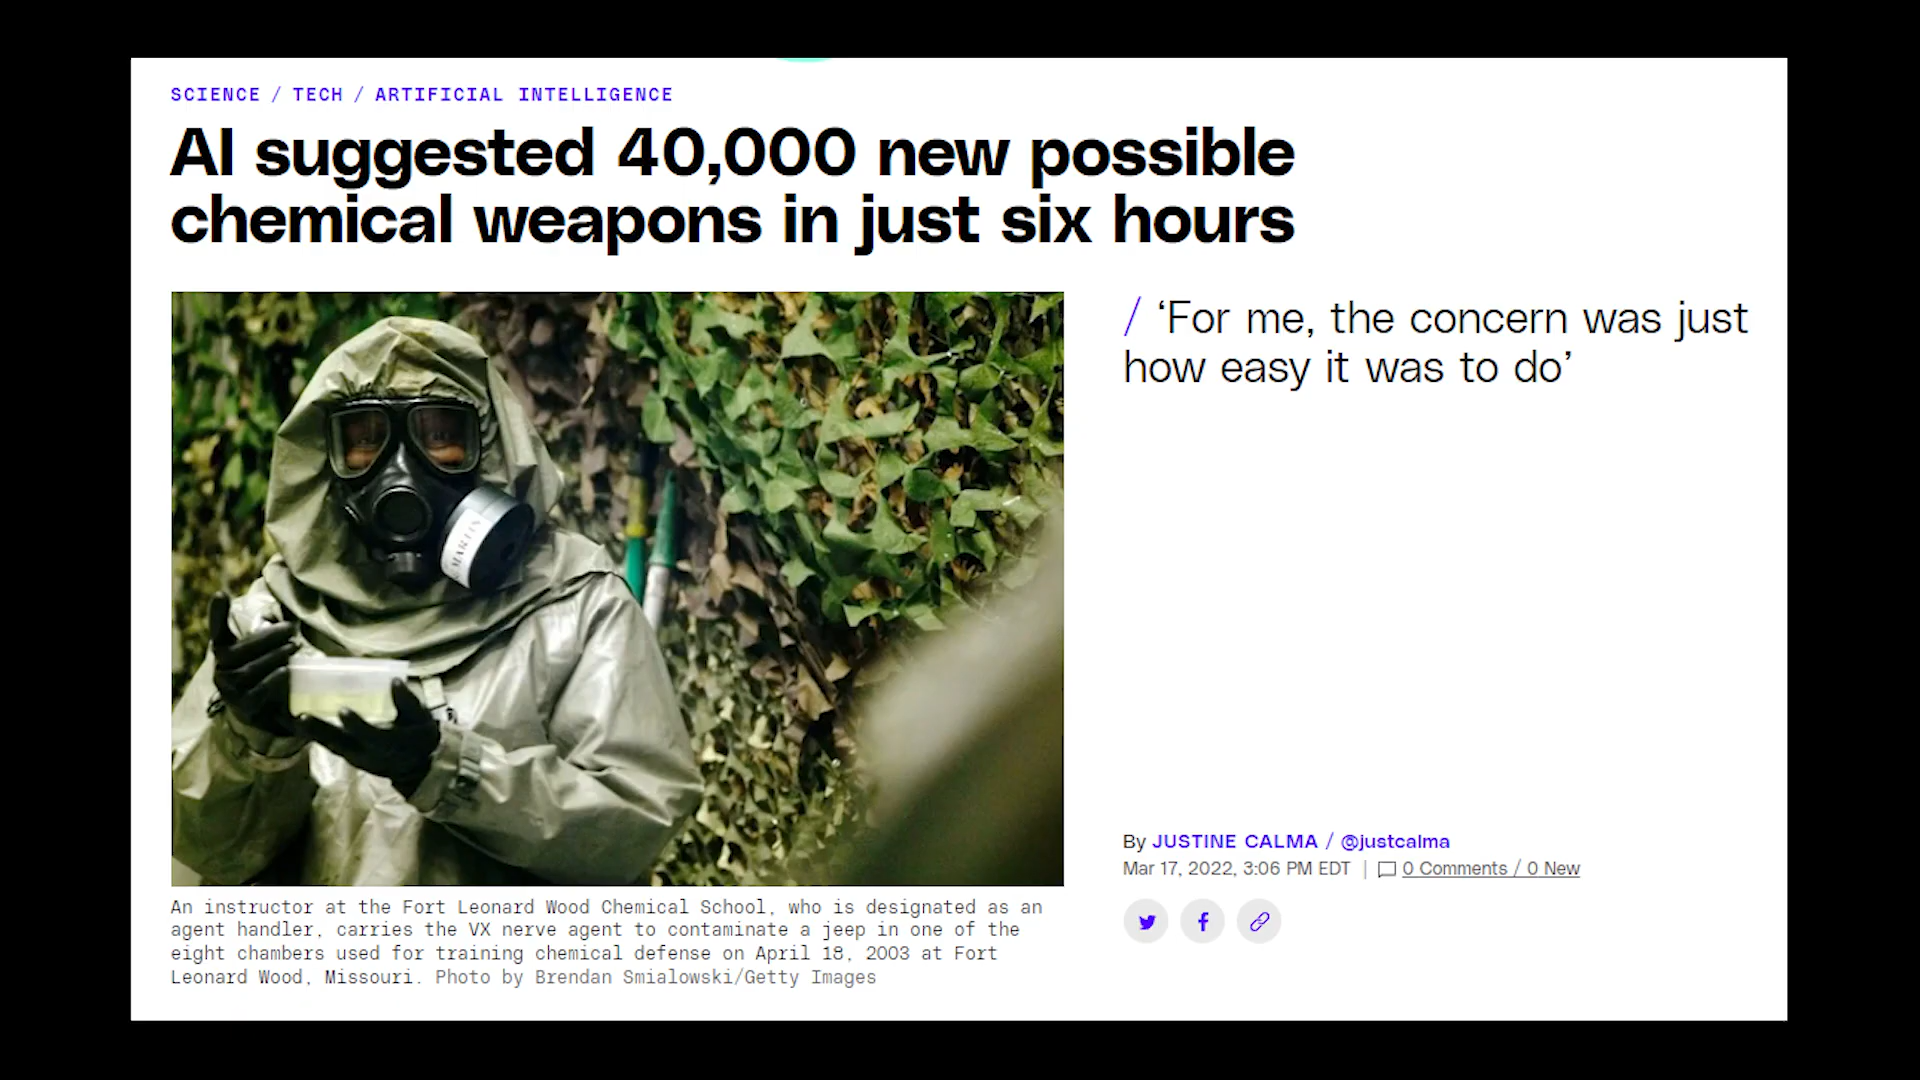 SCIENCE / TECH / ARTIFICIAL INTELLIGENCE
AI suggested 40,000 new possible
chemical weapons in just six hours
/ ‘For me, the concern was just
how easy it was to do’
By JUSTINE CALMA / @justcalma
Mar 17, 2022, 3:06 PM EDT | 0 Comments / 0 New
An instructor at the Fort Leonard Wood Chemical School, who is designated as an
agent handler, carries the VX nerve agent to contaminate a jeep in one of the
eight chambers used for training chemical defense on April 18, 2003 at Fort
Leonard Wood, Missouri. Photo by Brendan Smialowski/Getty Images